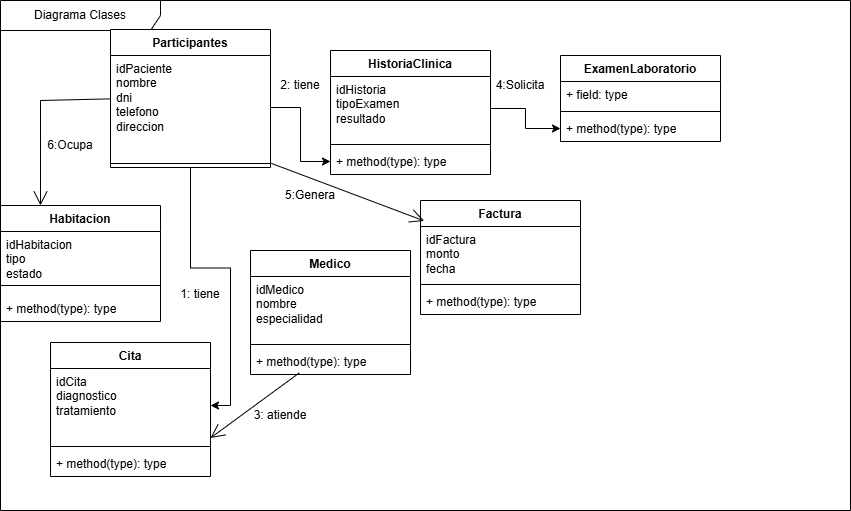 Diagrama Clases
Participantes
idPaciente
nombre
dni
telefono
direccion
2: tiene
HistoriaClinica
idHistoria
tipoExamen
resultado
+ method(type): type
4:Solicita
ExamenLaboratorio
+ field: type
+ method(type): type
6:Ocupa
5:Genera
Habitacion
idHabitacion
tipo
estado
+ method(type): type
1: tiene
Medico
idMedico
nombre
especialidad
+ method(type): type
Factura
idFactura
monto
fecha
+ method(type): type
Cita
idCita
diagnostico
tratamiento
+ method(type): type
3: atiende